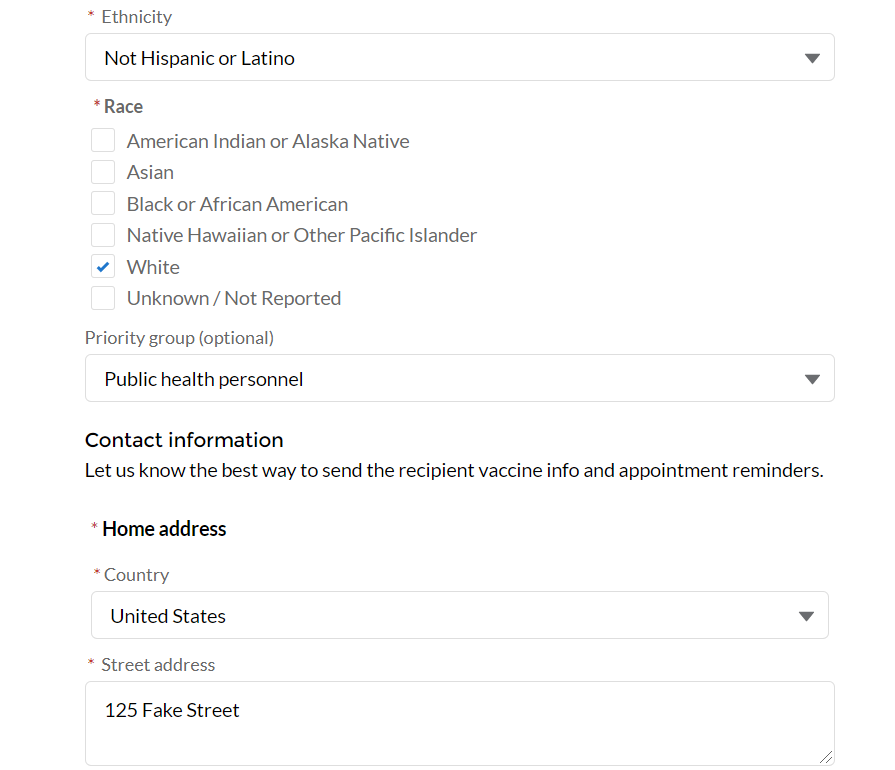 * Ethnicity
Not Hispanic or Latino
* Race
American Indian or Alaska Native
Asian
Black or African American
Native Hawaiian or Other Pacific Islander
White
Unknown / Not Reported
Priority group (optional)
Public health personnel
Contact information
Let us know the best way to send the recipient vaccine info and appointment reminders.
* Home address
* Country
United States
* Street address
125 Fake Street